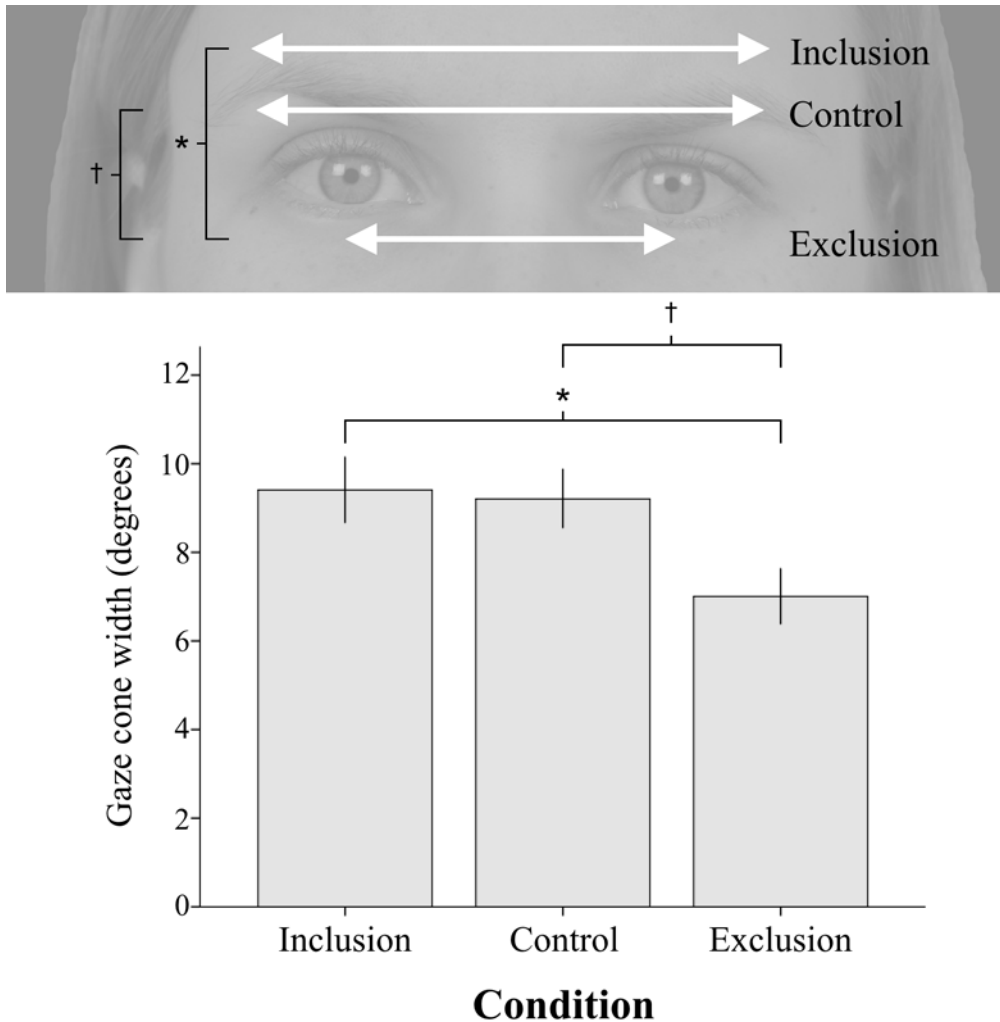 Inclusion
Control
*
†
Exclusion
†
*
12
10
8
6
4
2
0
Gaze cone width (degrees)
Inclusion Control Exclusion
Condition